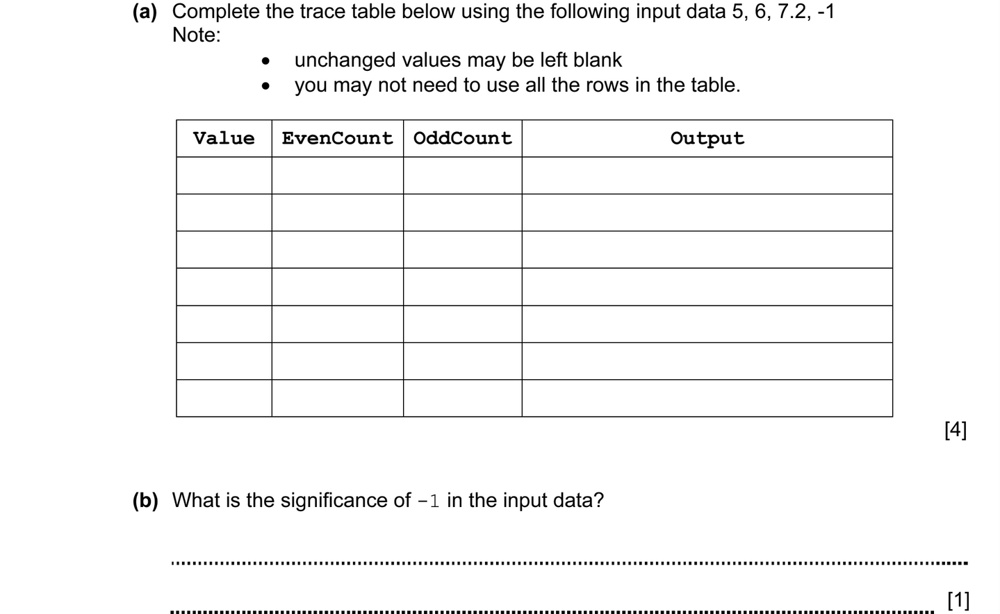 (a) Complete the trace table below using the following input data 5, 6, 7.2, -1
Note:
• unchanged values may be left blank
• you may not need to use all the rows in the table.
Value EvenCount OddCount Output
[4]
(b) What is the significance of -1 in the input data?
[1]